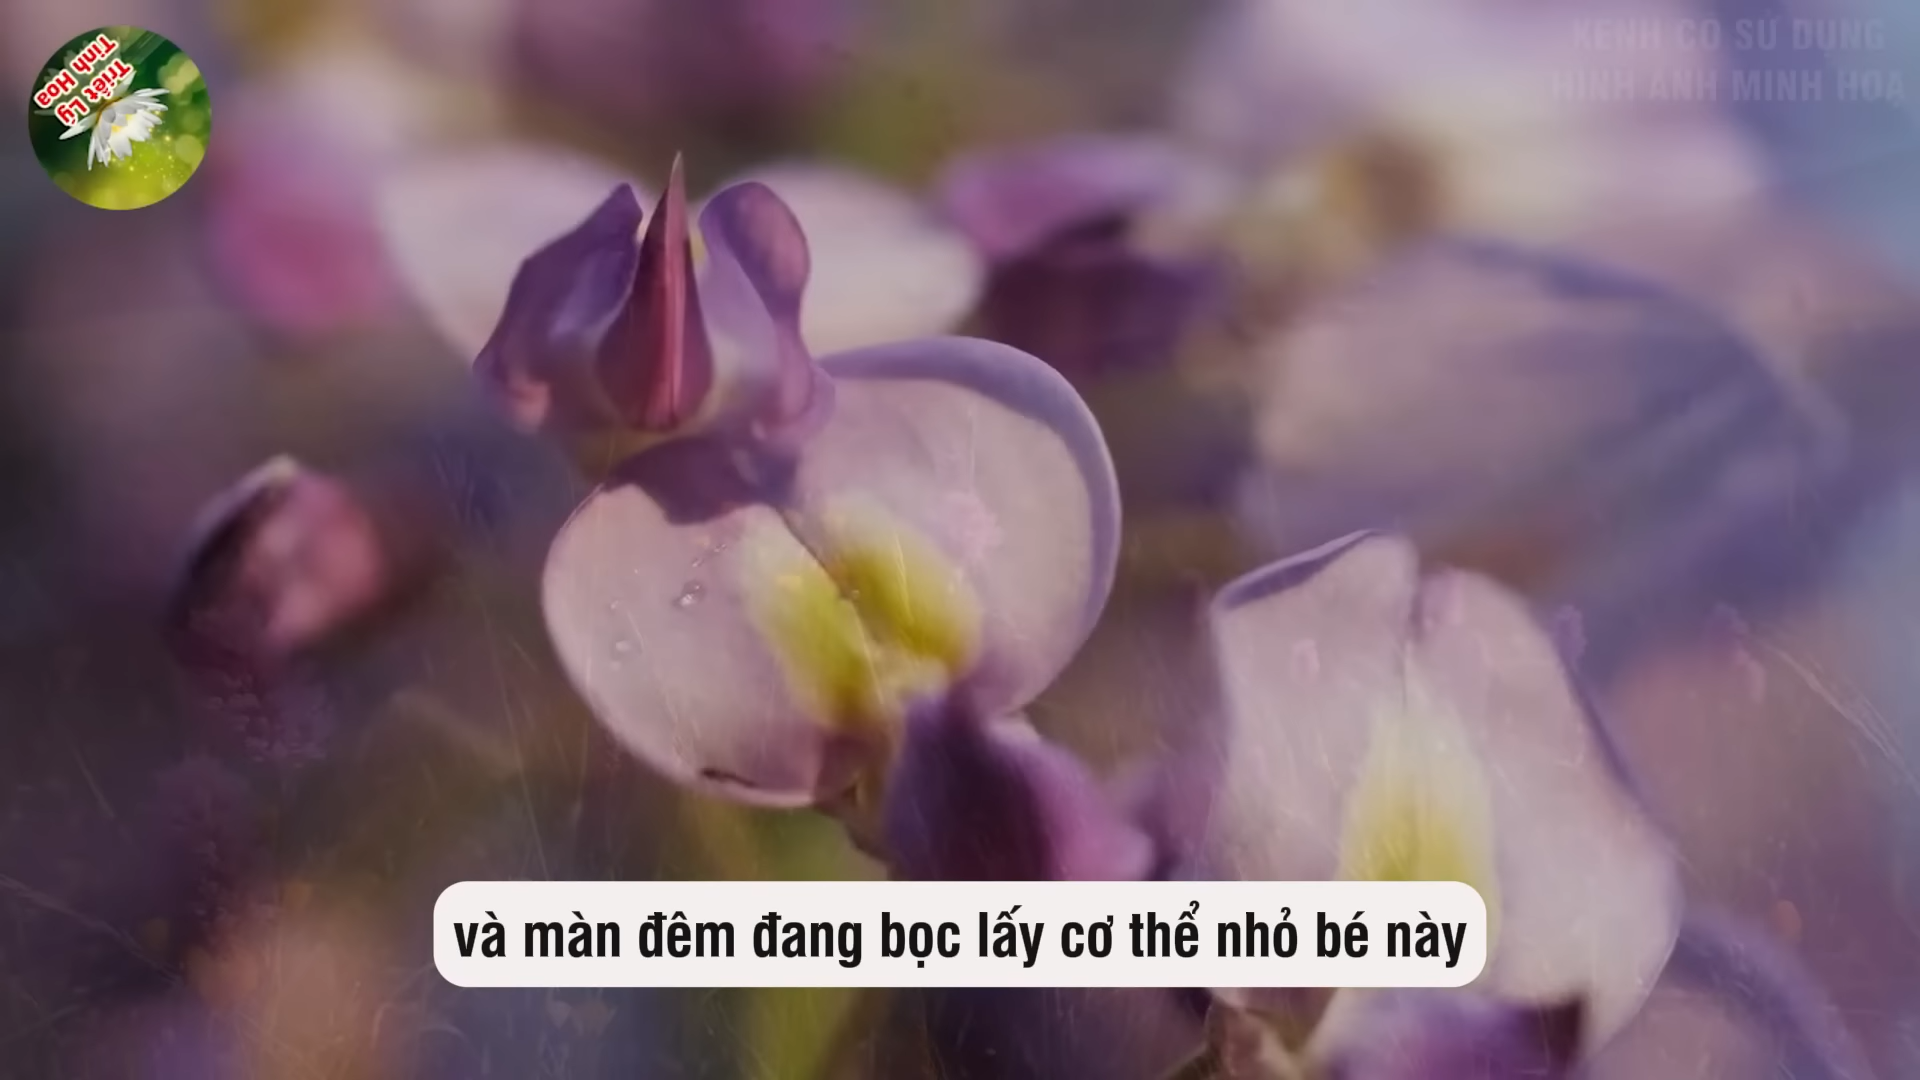 Triết Lý
Tinh Hoa
KÊNH CÓ SỬ DỤNG
HÌNH ẢNH MINH HOẠ
và màn đêm đang bọc lấy cơ thể nhỏ bé này